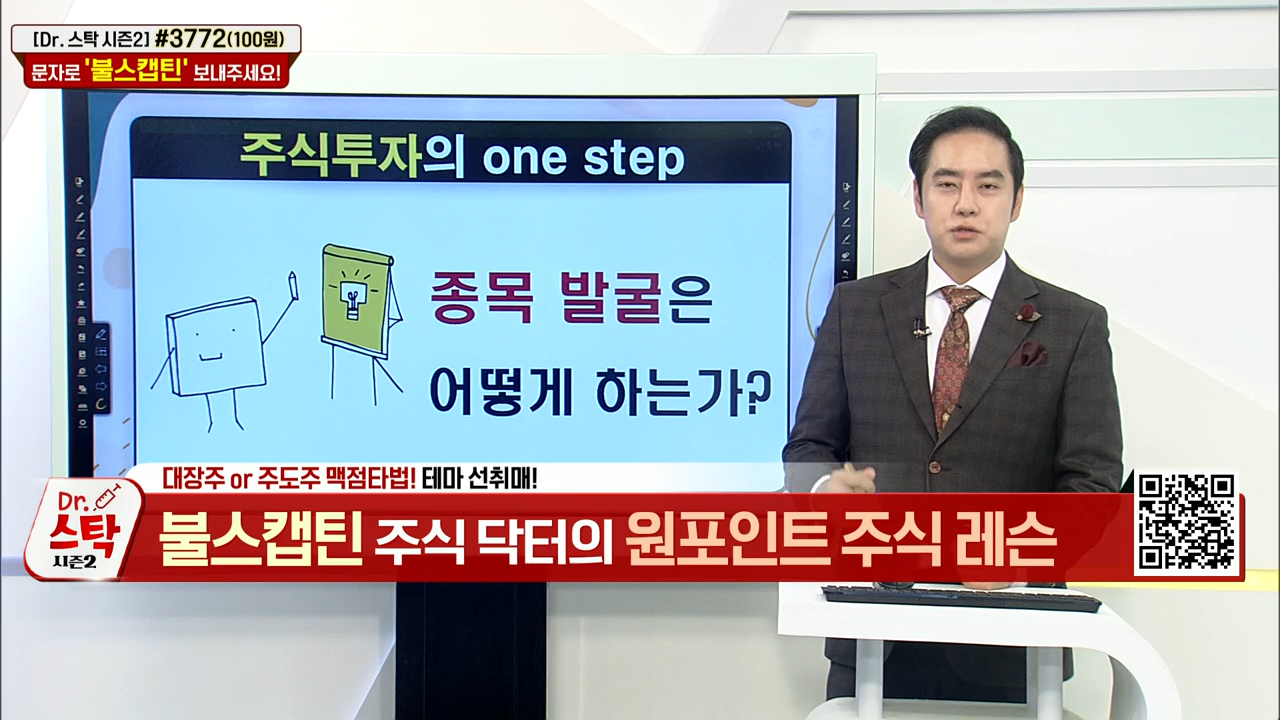 [Dr. 스탁 시즌2] #3772(100원)
문자로 '불스캡틴' 보내주세요!
주식투자의 one step
종목 발굴은
어떻게 하는가?
대장주 or 주도주 맥점타법! 테마 선취매!
Dr.
스탁
시즌2
불스캡틴 주식 닥터의 원포인트 주식 레슨